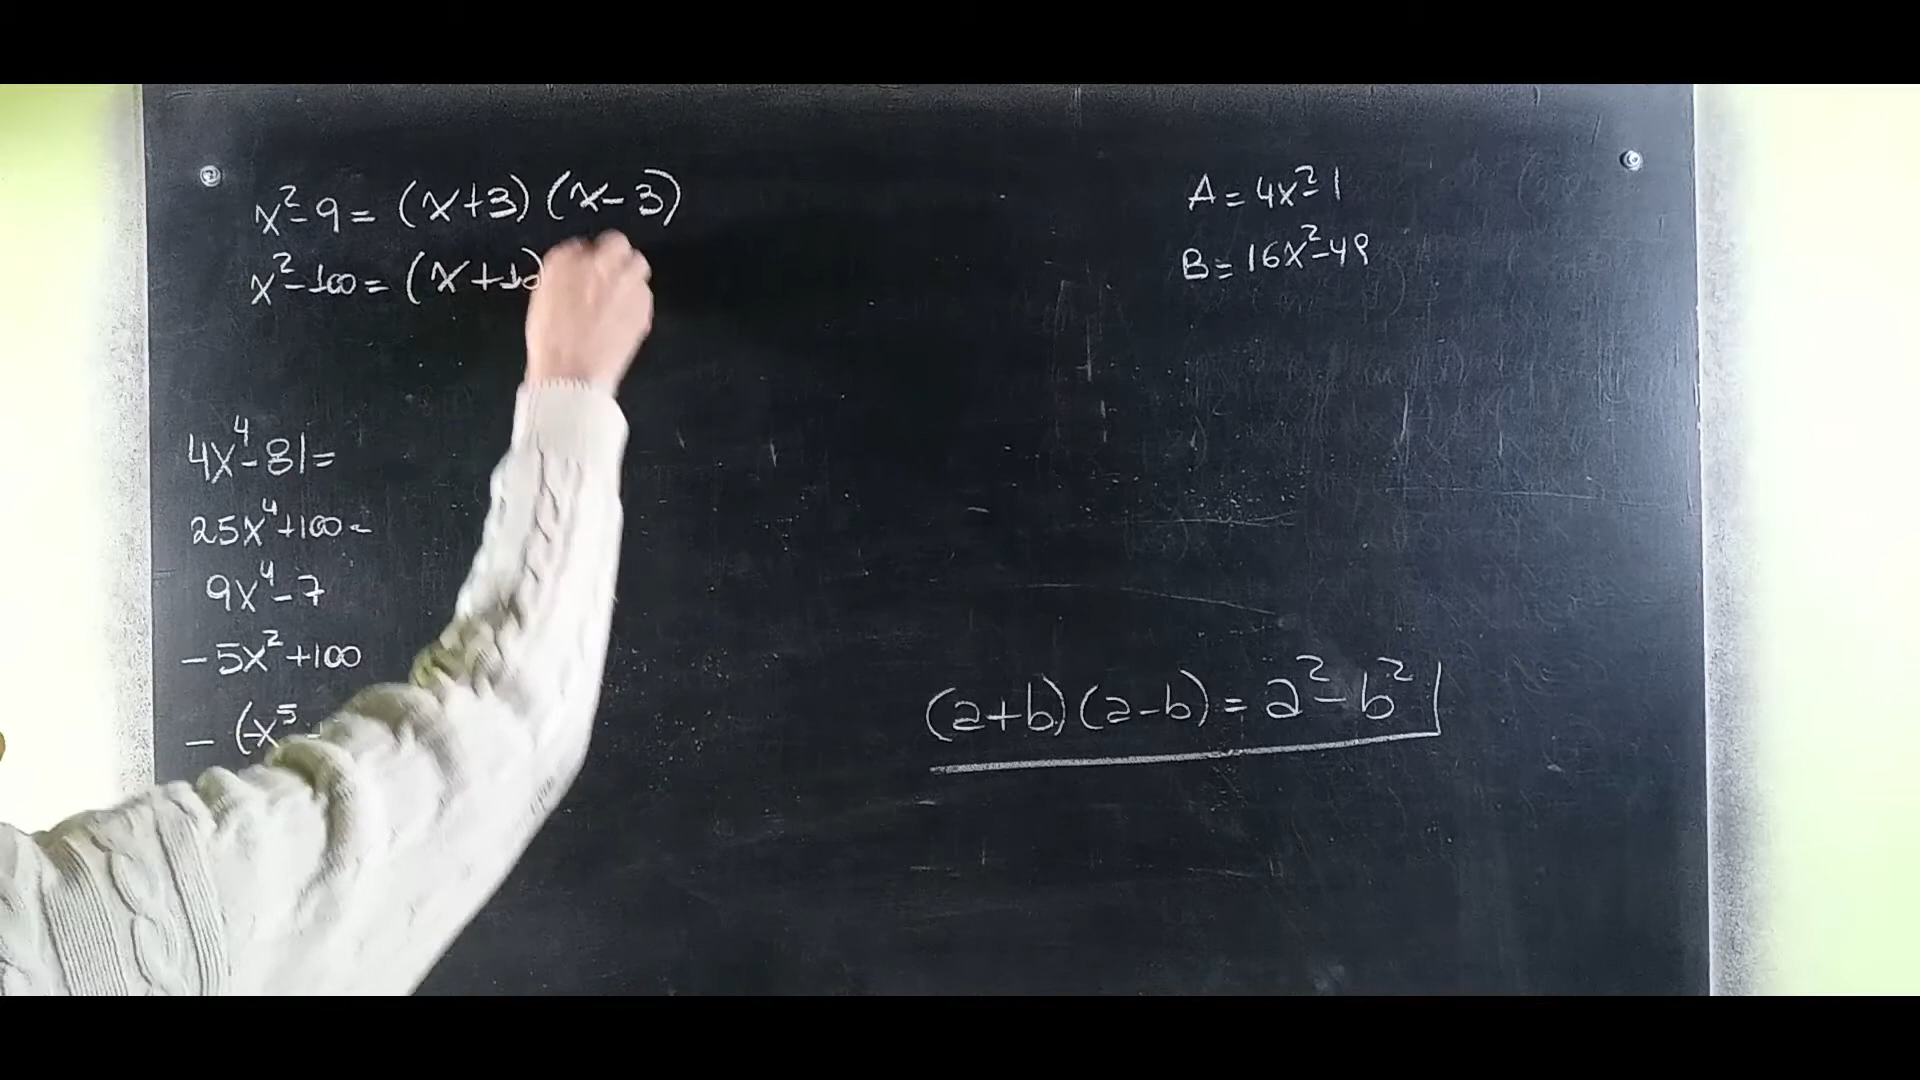 x²-9= (x+3) (x-3)
x²-100= (x+10)
4x⁴-81=
25x⁴+100=
9x⁴-7
-5x²+100
- (-x⁵
A=4x²-1
B=16x²-49
(a+b)(a-b)=a²-b²